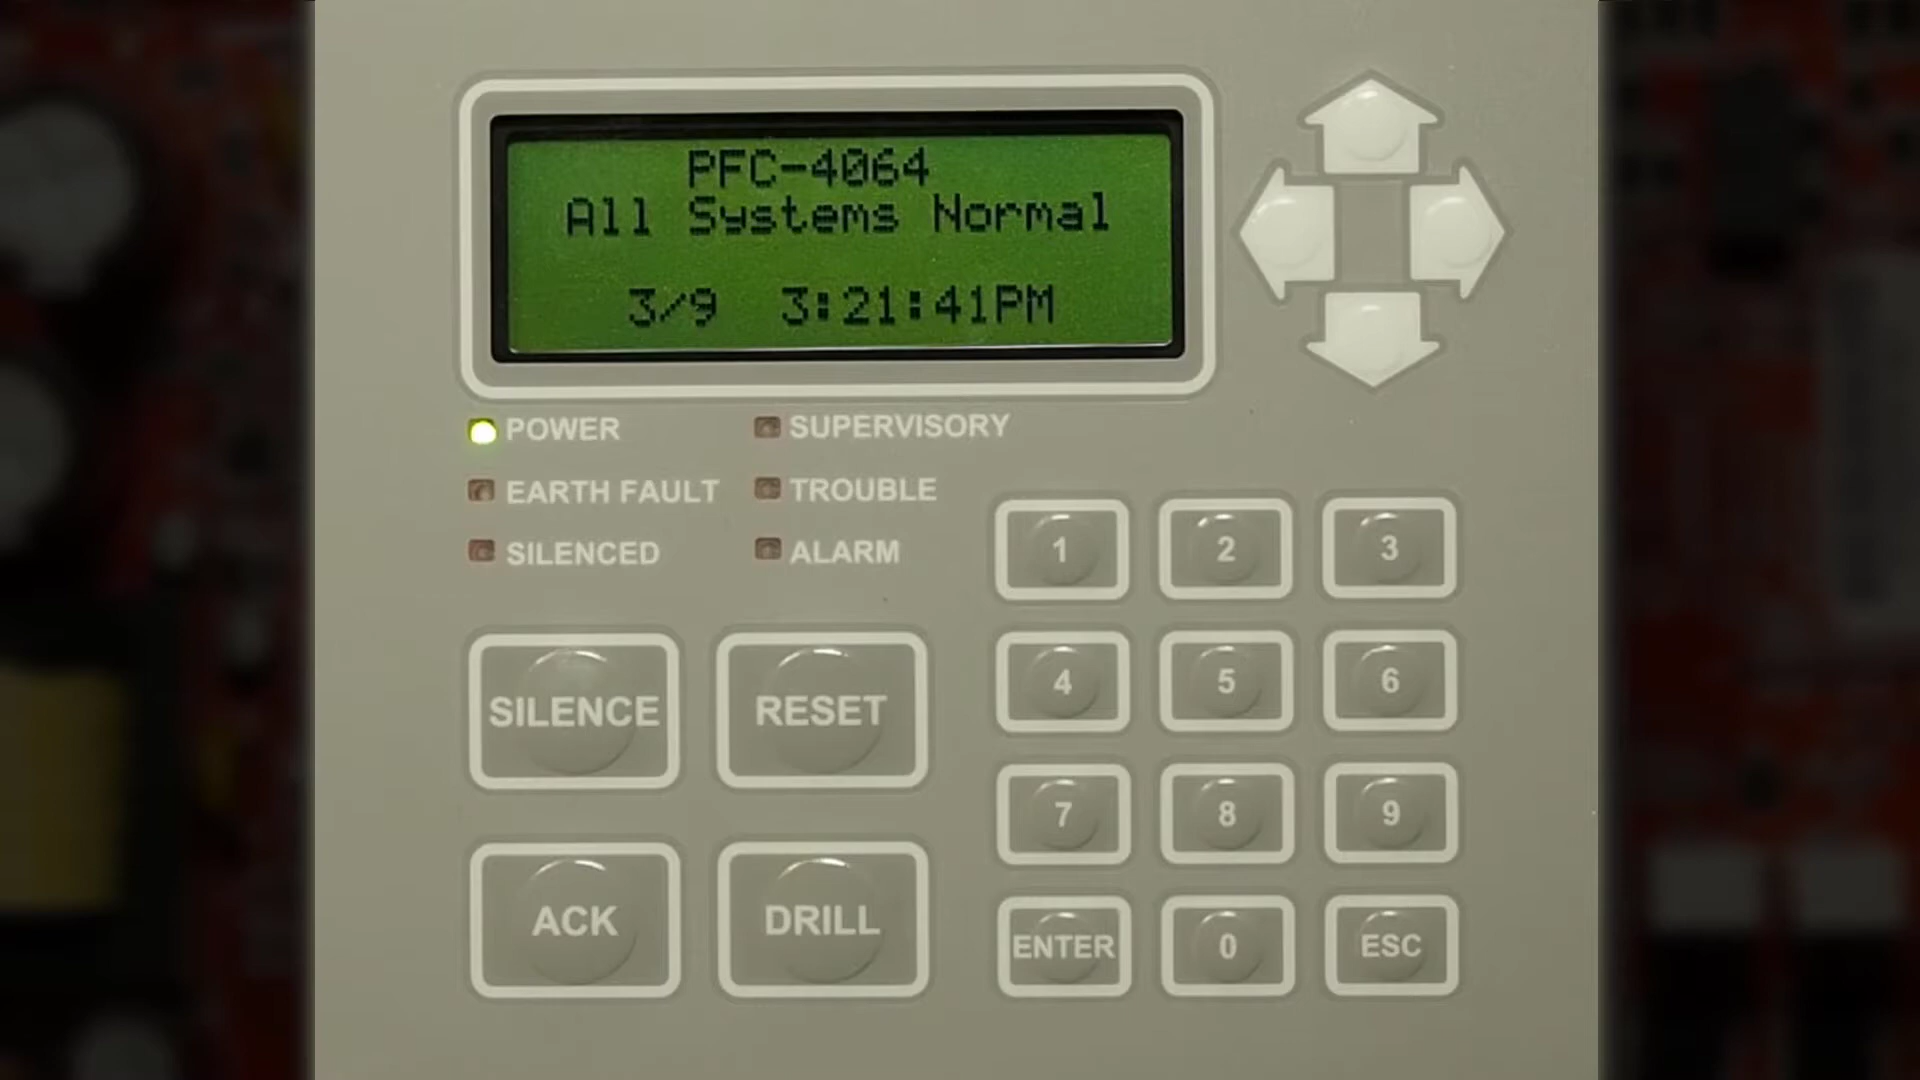 PFC-4064
All Systems Normal
3/9 3:21:41PM
POWER SUPERVISORY
EARTH FAULT TROUBLE
SILENCED ALARM
1 2 3
SILENCE RESET
4 5 6
7 8 9
ACK DRILL
ENTER 0 ESC